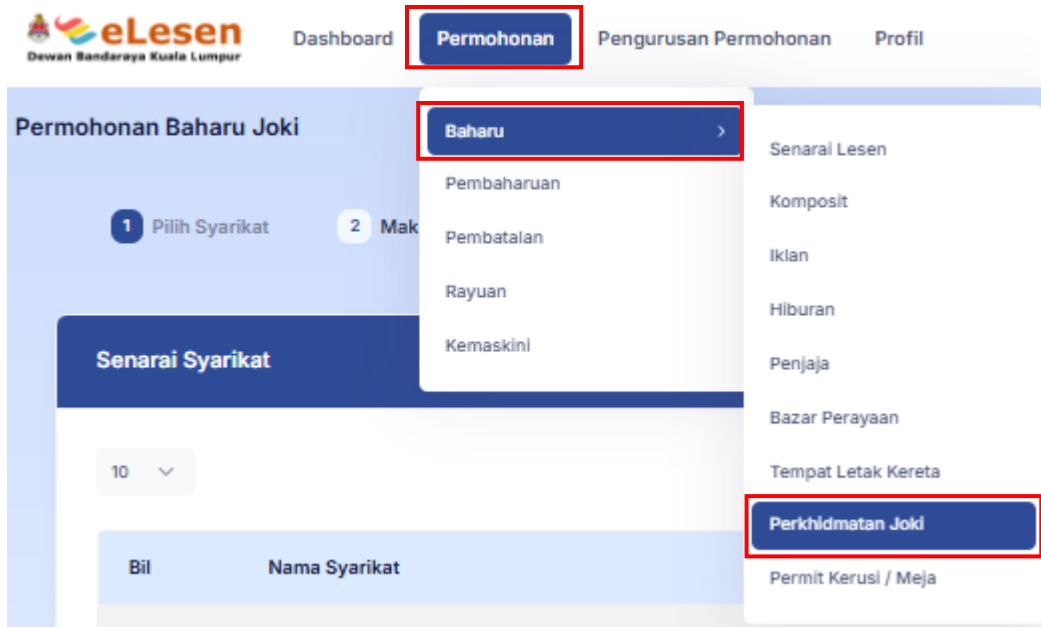 eLesen
Dewan Bandaraya Kuala Lumpur
Dashboard Permohonan Pengurusan Permohonan Profil
Permohonan Baharu Joki
1 Pilih Syarikat 2 Mak
Baharu
Pembaharuan
Pembatalan
Rayuan
Kemaskini
Senarai Lesen
Komposit
Iklan
Hiburan
Penjaja
Bazar Perayaan
Tempat Letak Kereta
Perkhidmatan Joki
Permit Kerusi / Meja
Senarai Syarikat
10
Bil Nama Syarikat